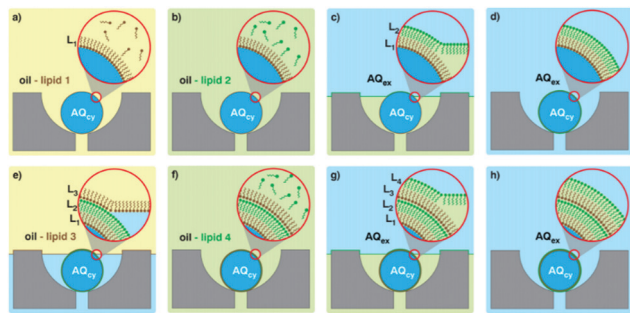 a)
L1
oil - lipid 1
AQcy
b)
oil - lipid 2
AQcy
c)
L2
L1
AQex
AQcy
d)
AQex
AQcy
e)
L3
L2
L1
oil - lipid 3
AQcy
f)
oil - lipid 4
AQcy
g)
L4
L3
L2
L1
AQex
AQcy
h)
AQex
AQcy